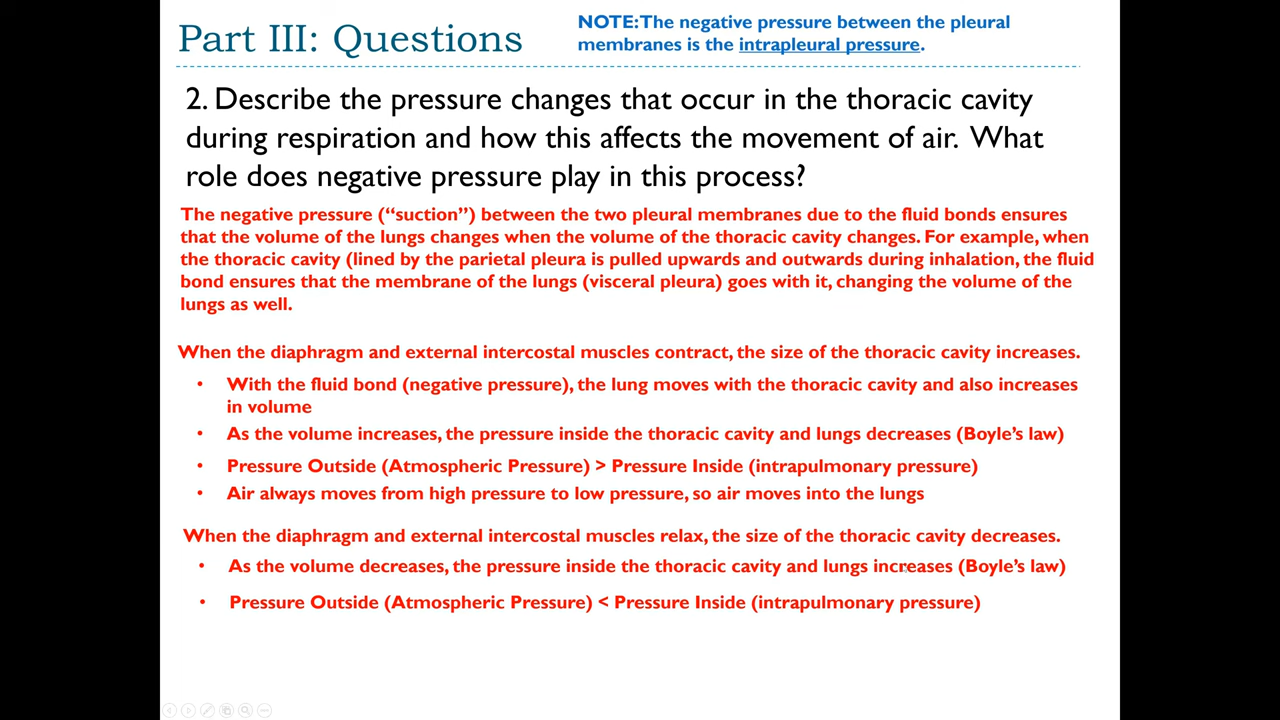 Part III: Questions
NOTE: The negative pressure between the pleural
membranes is the intrapleural pressure.
2. Describe the pressure changes that occur in the thoracic cavity
during respiration and how this affects the movement of air. What
role does negative pressure play in this process?
The negative pressure (“suction”) between the two pleural membranes due to the fluid bonds ensures
that the volume of the lungs changes when the volume of the thoracic cavity changes. For example, when
the thoracic cavity (lined by the parietal pleura is pulled upwards and outwards during inhalation, the fluid
bond ensures that the membrane of the lungs (visceral pleura) goes with it, changing the volume of the
lungs as well.
When the diaphragm and external intercostal muscles contract, the size of the thoracic cavity increases.
• With the fluid bond (negative pressure), the lung moves with the thoracic cavity and also increases
in volume
• As the volume increases, the pressure inside the thoracic cavity and lungs decreases (Boyle’s law)
• Pressure Outside (Atmospheric Pressure) > Pressure Inside (intrapulmonary pressure)
• Air always moves from high pressure to low pressure, so air moves into the lungs
When the diaphragm and external intercostal muscles relax, the size of the thoracic cavity decreases.
• As the volume decreases, the pressure inside the thoracic cavity and lungs increases (Boyle’s law)
• Pressure Outside (Atmospheric Pressure) < Pressure Inside (intrapulmonary pressure)